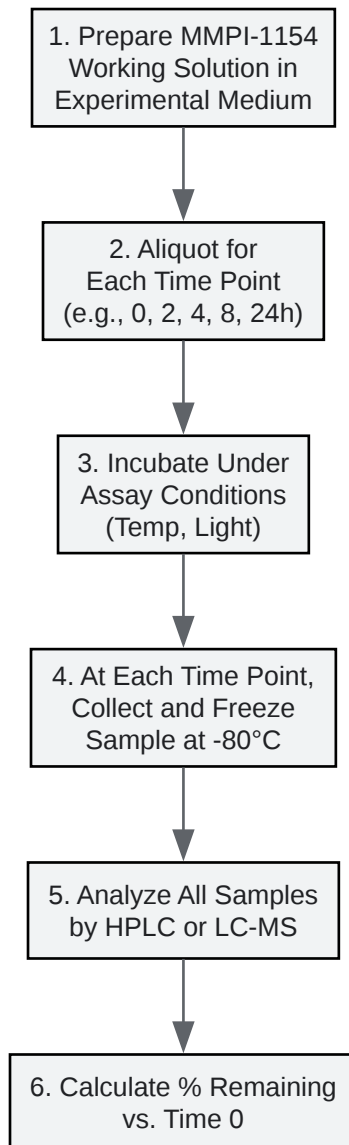 1. Prepare MMPI-1154
Working Solution in
Experimental Medium
2. Aliquot for
Each Time Point
(e.g., 0, 2, 4, 8, 24h)
3. Incubate Under
Assay Conditions
(Temp, Light)
4. At Each Time Point,
Collect and Freeze
Sample at -80°C
5. Analyze All Samples
by HPLC or LC-MS
6. Calculate % Remaining
vs. Time 0